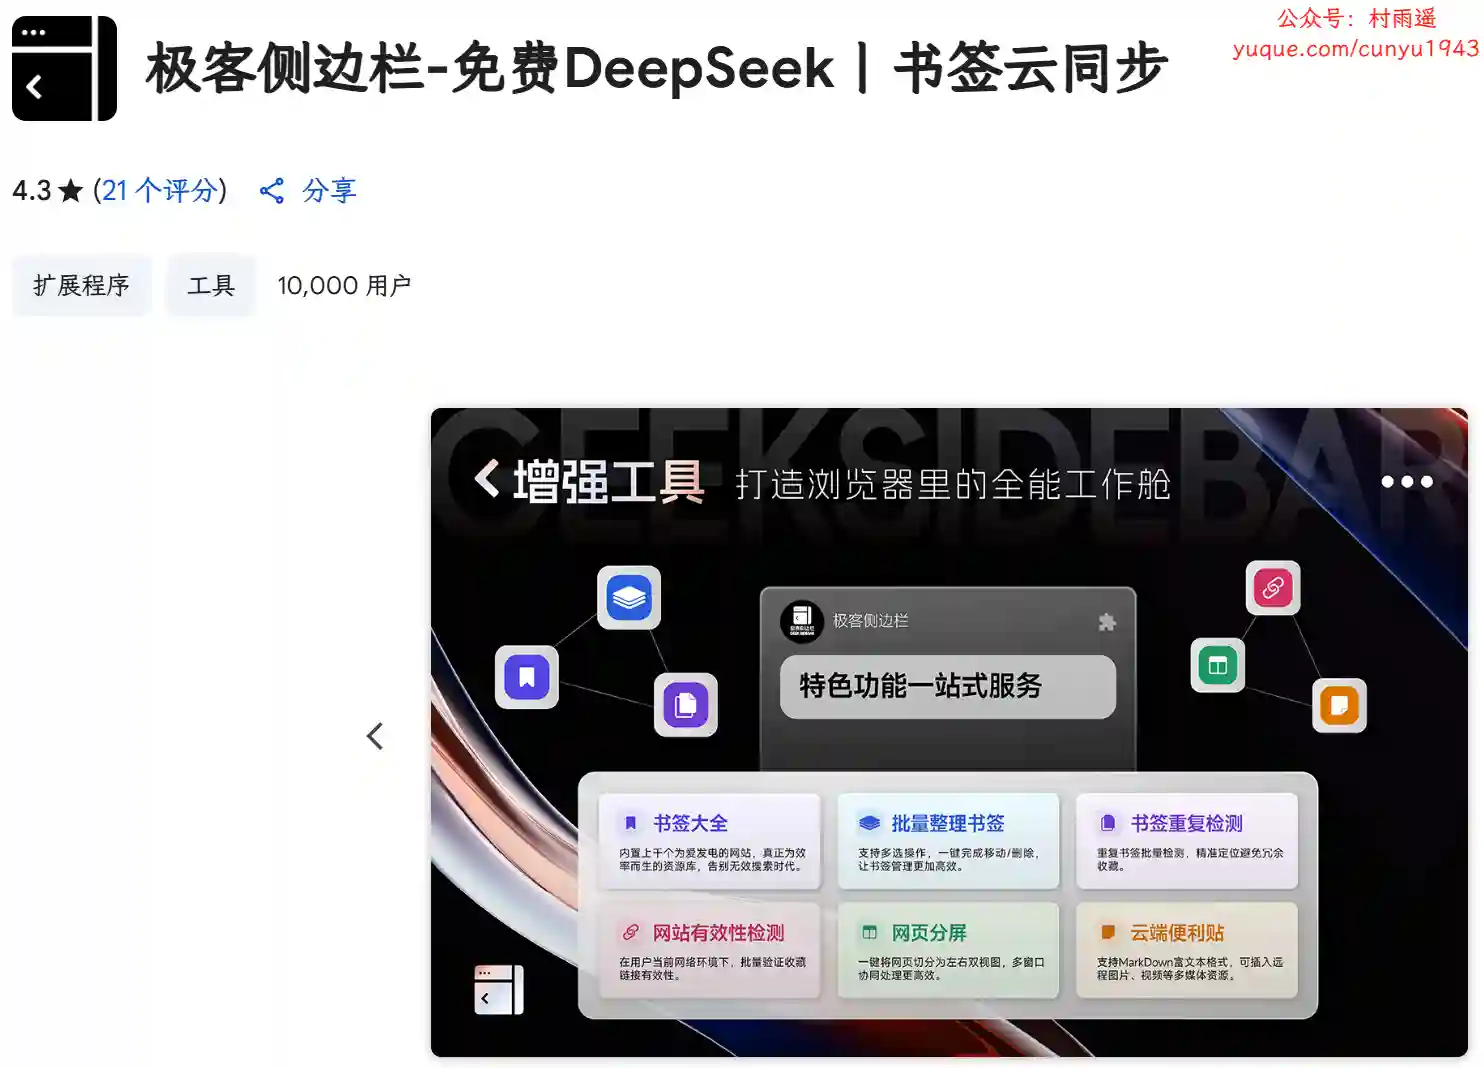 公众号：村雨遥
yuque.com/cunyu1943
极客侧边栏-免费DeepSeek | 书签云同步
4.3 ★ (21 个评分) 分享
扩展程序 工具 10,000 用户
GEEKSIDEBAR
增强工具 打造浏览器里的全能工作舱
极客侧边栏
特色功能一站式服务
书签大全
内置上千个为爱发电的网站，真正为效
率而生的资源库，告别无效搜索时代。
批量整理书签
支持多选操作，一键完成移动/删除，
让书签管理更加高效。
书签重复检测
重复书签批量检测，精准定位避免冗余
收藏。
网站有效性检测
在用户当前网络环境下，批量验证收藏
链接有效性。
网页分屏
一键将网页切分为左右双视图，多窗口
协同处理更高效。
云端便利贴
支持MarkDown富文本格式，可插入远
程图片、视频等多媒体资源。